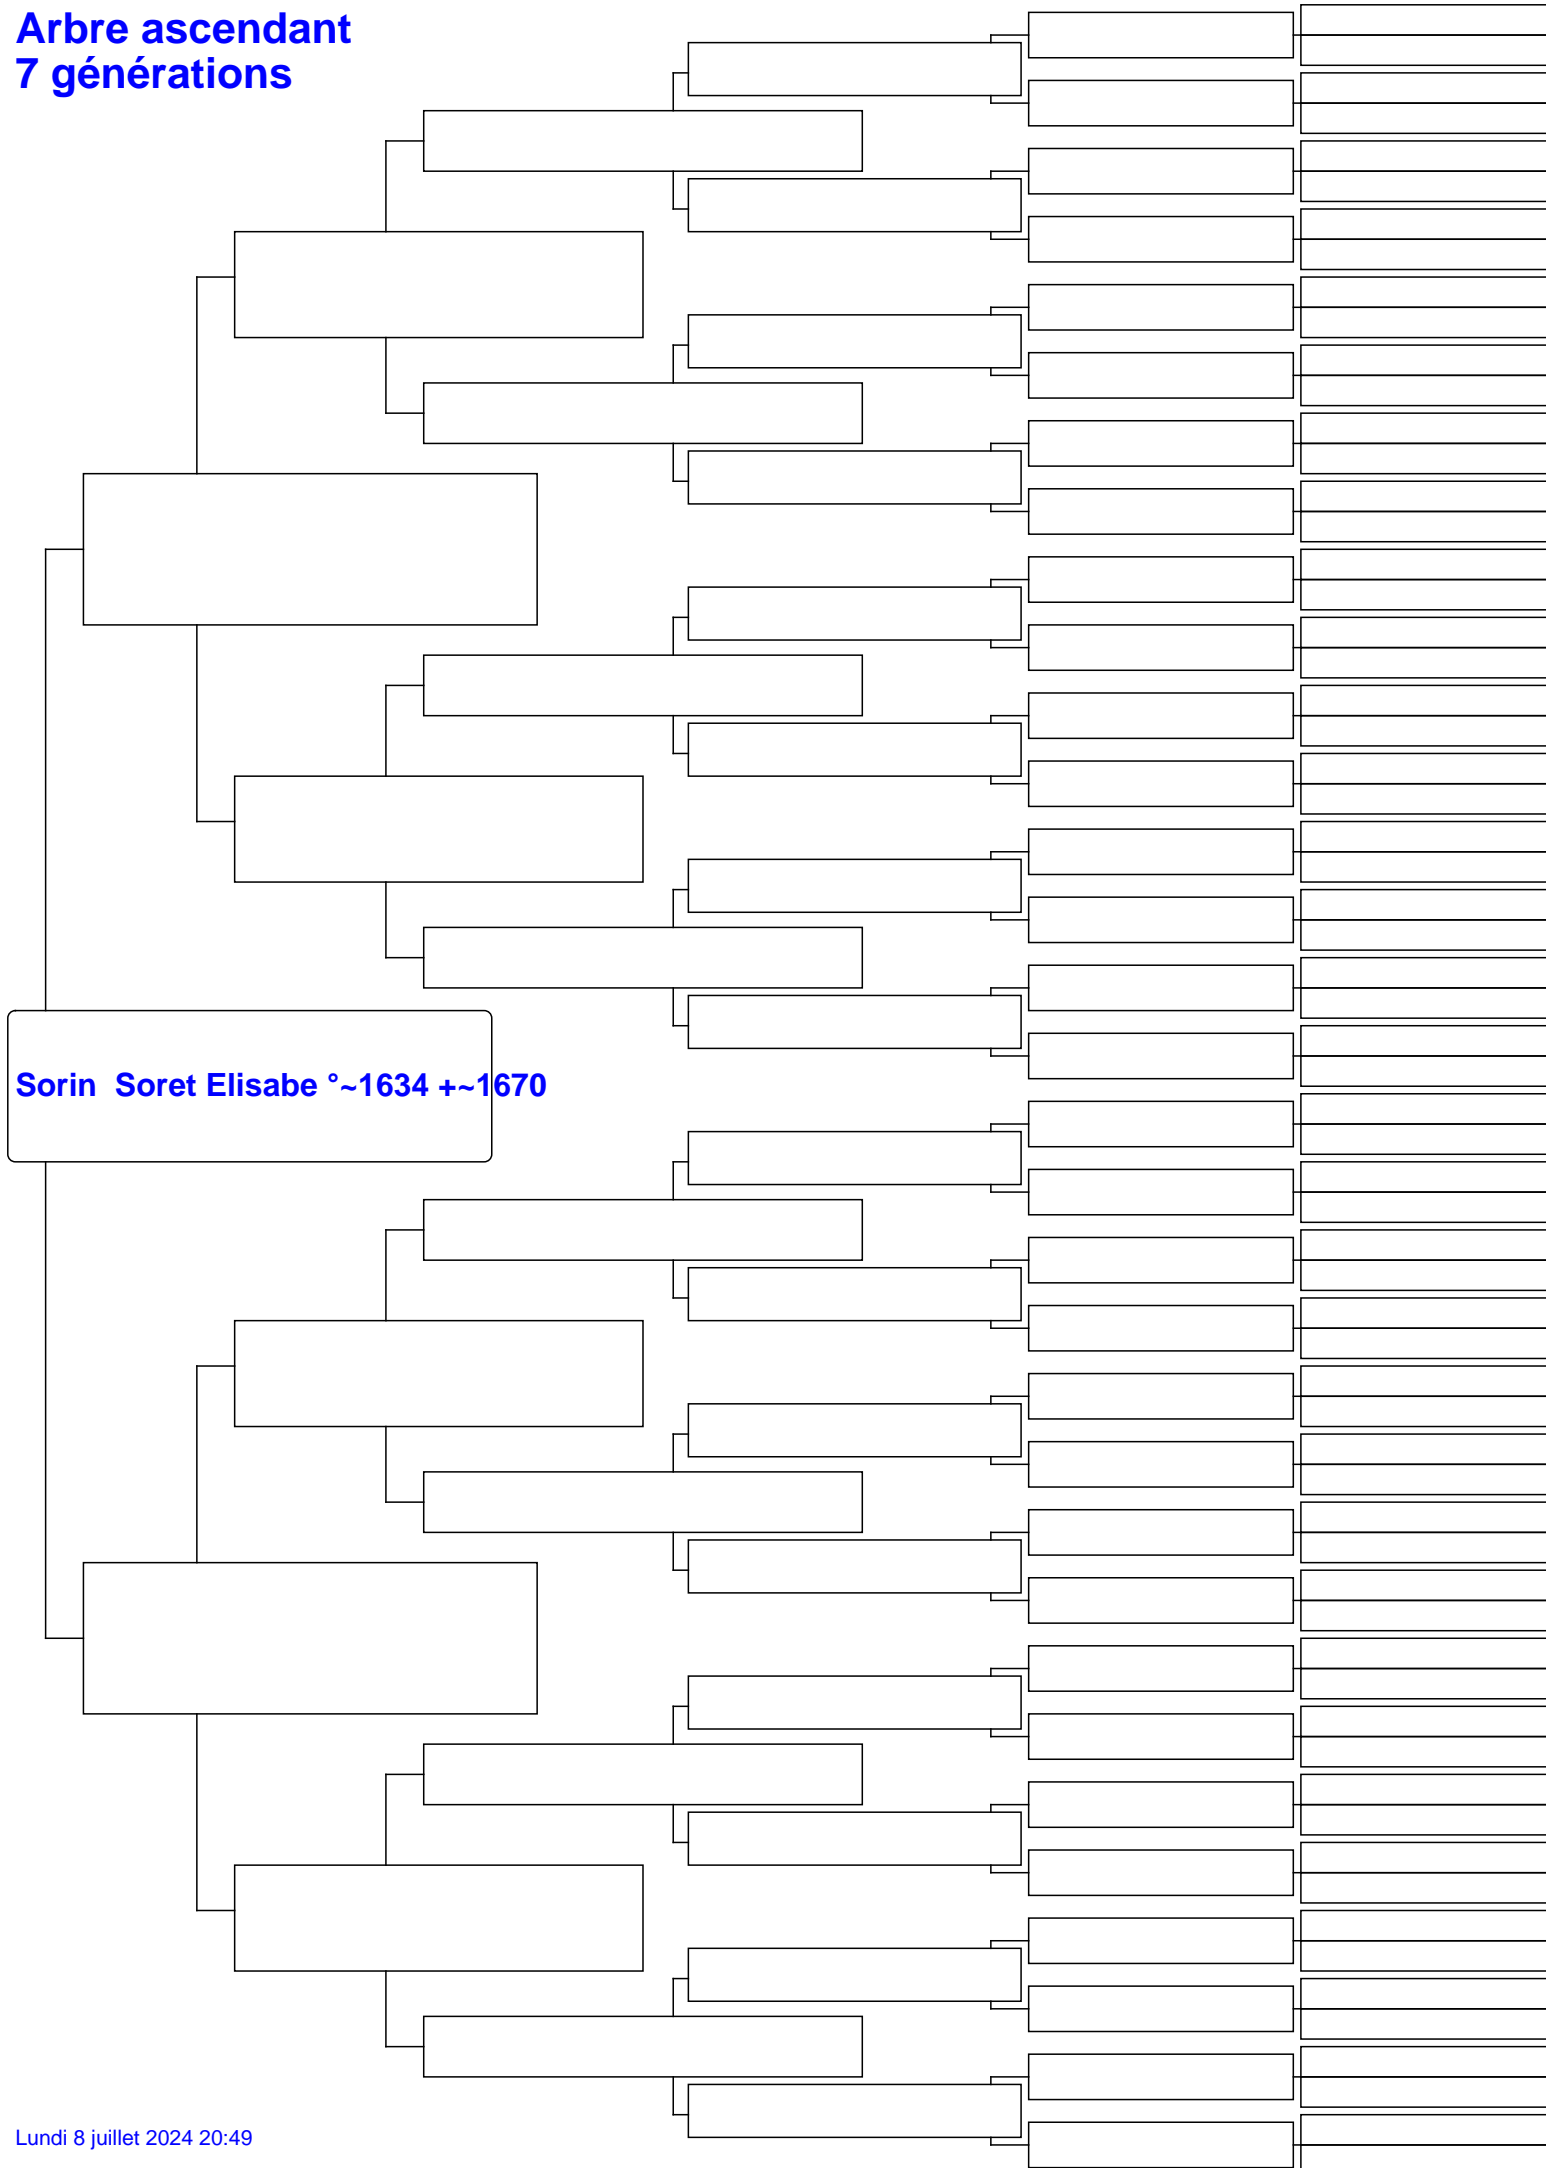 Arbre ascendant
7 générations
Sorin  Soret Elisabe °~1634 +~1670
Lundi 8 juillet 2024 20:49